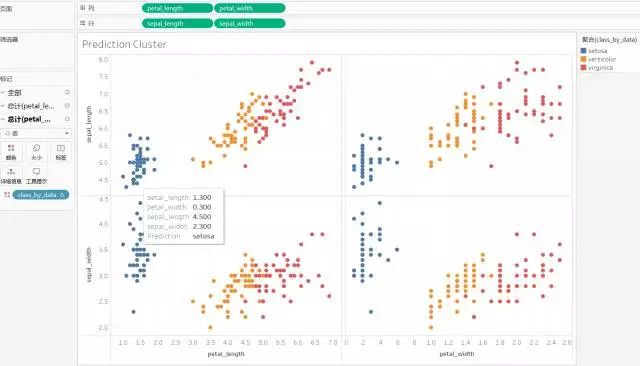 页面
列 petal_length petal_width
行 sepal_length sepal_width
筛选器
标记
全部
总计(petal_le...
总计(petal_...
颜色 大小 标签
详细信息 工具提示
class_by_data
Prediction Cluster
聚合(class_by_data)
setosa
versicolor
virginica
sepal_length
8.0
7.5
7.0
6.5
6.0
5.5
5.0
4.5
sepal_width
4.5
4.0
3.5
3.0
2.5
2.0
petal_length 1.300
petal_width 0.300
sepal_length 4.500
sepal_width 2.300
Prediction setosa
1.0 1.5 2.0 2.5 3.0 3.5 4.0 4.5 5.0 5.5 6.0 6.5 7.0
0.0 0.2 0.4 0.6 0.8 1.0 1.2 1.4 1.6 1.8 2.0 2.2 2.4 2.6
petal_length petal_width